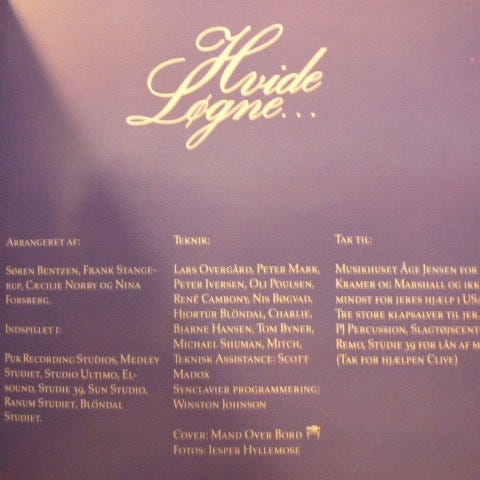 Hvide
Løgne...
Arrangeret af:
Søren Bentzen, Frank Stange-
rup, Cæcilie Norby og Nina
Forsberg.
Indspillet i:
Puk Recording Studios, Medley
Studiet, Studio Ultimo, El-
sound, Studie 39, Sun Studio,
Ranum Studiet, Blöndal
Studiet.
Teknik:
Lars Overgård, Peter Mark,
Peter Iversen, Oli Poulsen,
René Cambony, Nis Bøgvad,
Hjörtur Blöndal, Charlie,
Bjarne Hansen, Tom Byner,
Michael Shuman, Mitch,
Teknisk Assistance: Scott
Madox
Synclavier programmering:
Winston Johnson
Cover: Mand Over Bord
Fotos: Jesper Hyllemose
Tak til:
Musikhuset Åge Jensen for
Kramer og Marshall og ikk
mindst for jeres hjælp i USA
Tre store klapsalver til jer,
PJ Percussion, Slagtøjscent
Remo, Studie 39 for lån af m
(Tak for hjælpen Clive)